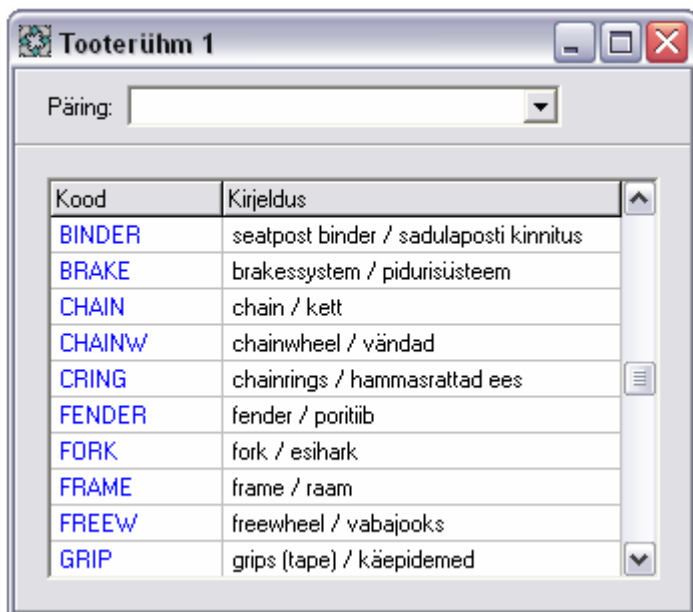 Tooterühm 1
Päring:
Kood Kirjeldus
BINDER seatpost binder / sadulaposti kinnitus
BRAKE brakessystem / pidurisüsteem
CHAIN chain / kett
CHAINW chainwheel / vändad
CRING chainrings / hammasrattad ees
FENDER fender / poritiib
FORK fork / esihark
FRAME frame / raam
FREEW freewheel / vabajooks
GRIP grips (tape) / käepidemed